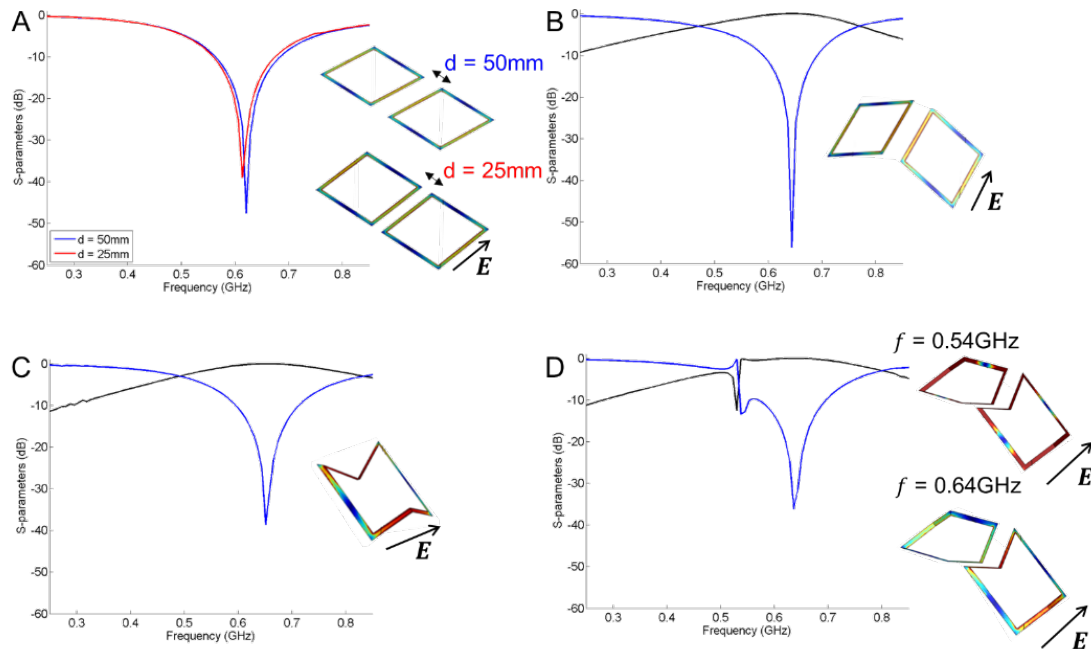 A
S-parameters (dB)
0
-10
-20
-30
-40
-50
-60
0.3 0.4 0.5 0.6 0.7 0.8
Frequency (GHz)
d = 50mm
d = 25mm
d = 50mm
d = 25mm
E
B
S-parameters (dB)
0
-10
-20
-30
-40
-50
-60
0.3 0.4 0.5 0.6 0.7 0.8
Frequency (GHz)
E
C
S-parameters (dB)
0
-10
-20
-30
-40
-50
-60
0.3 0.4 0.5 0.6 0.7 0.8
Frequency (GHz)
E
D
S-parameters (dB)
0
-10
-20
-30
-40
-50
-60
0.3 0.4 0.5 0.6 0.7 0.8
Frequency (GHz)
f = 0.54GHz
E
f = 0.64GHz
E